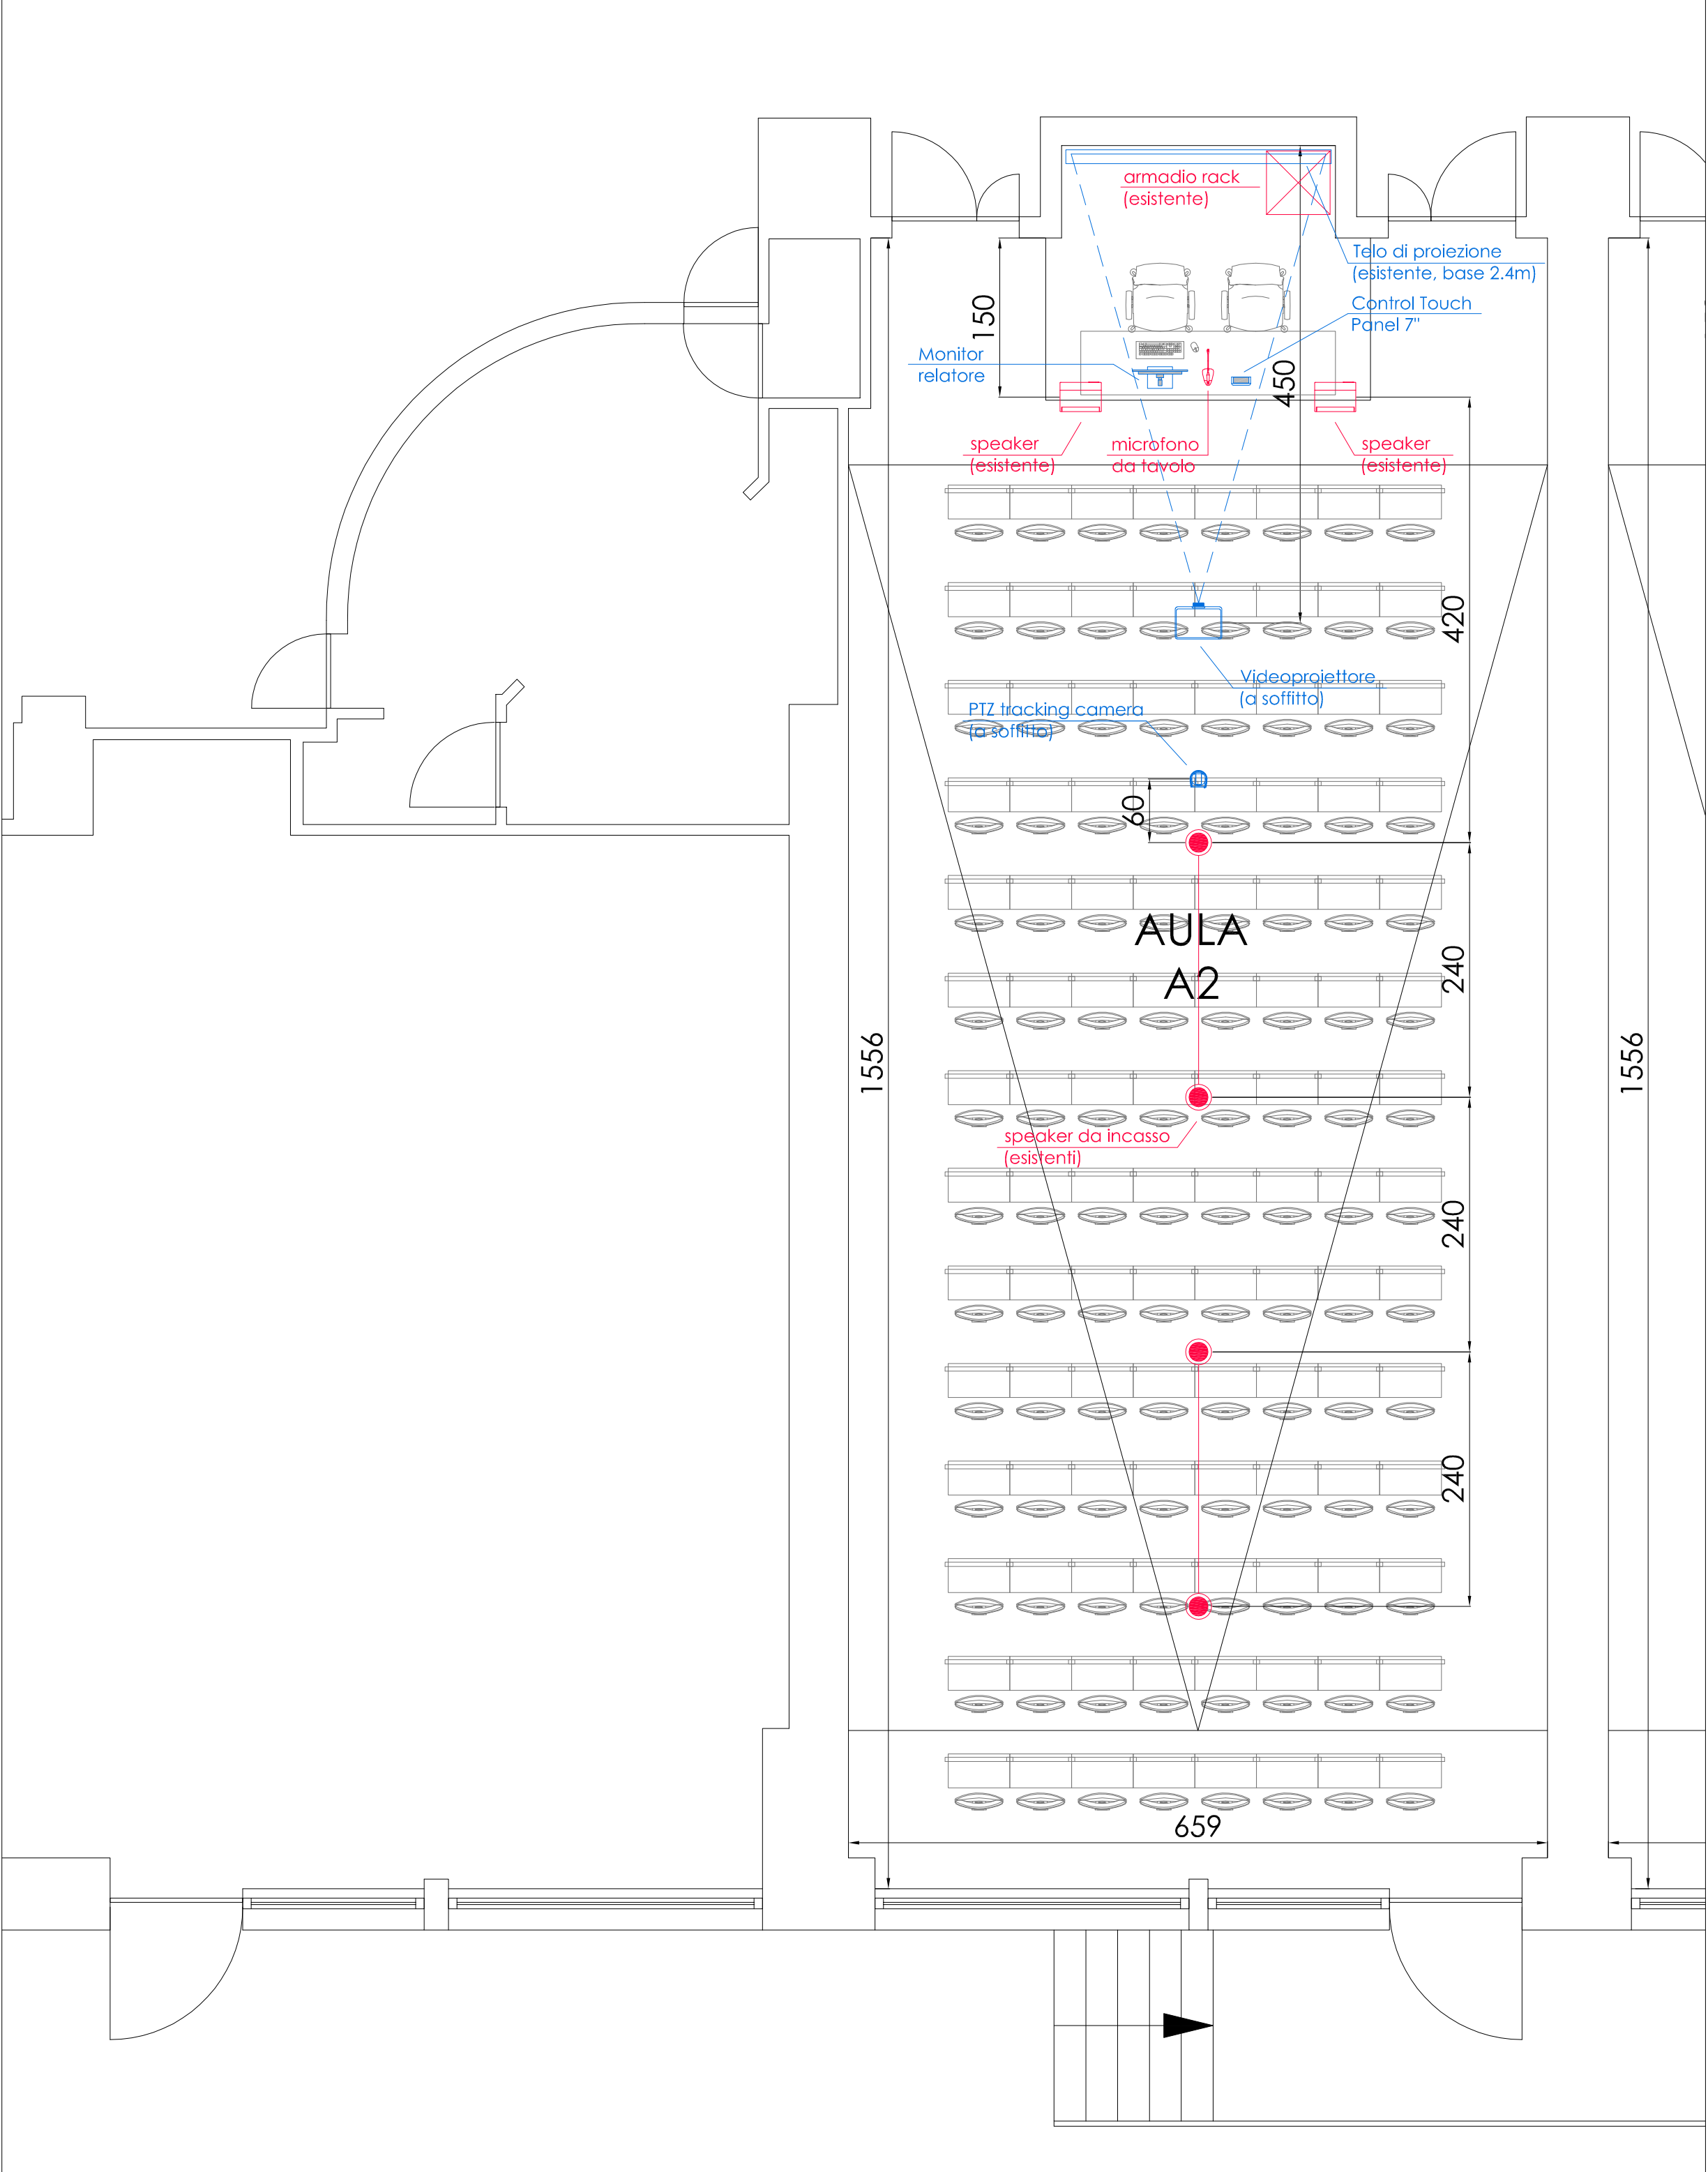 armadio rack
(esistente)
Telo di proiezione
(esistente, base 2.4m)
Control Touch
Panel 7"
150
Monitor
relatore
450
speaker
(esistente)
microfono
da tavolo
speaker
(esistente)
420
Videoproiettore
(a soffitto)
PTZ tracking camera
(a soffitto)
60
AULA
A2
240
1556
1556
speaker da incasso
(esistenti)
240
240
659